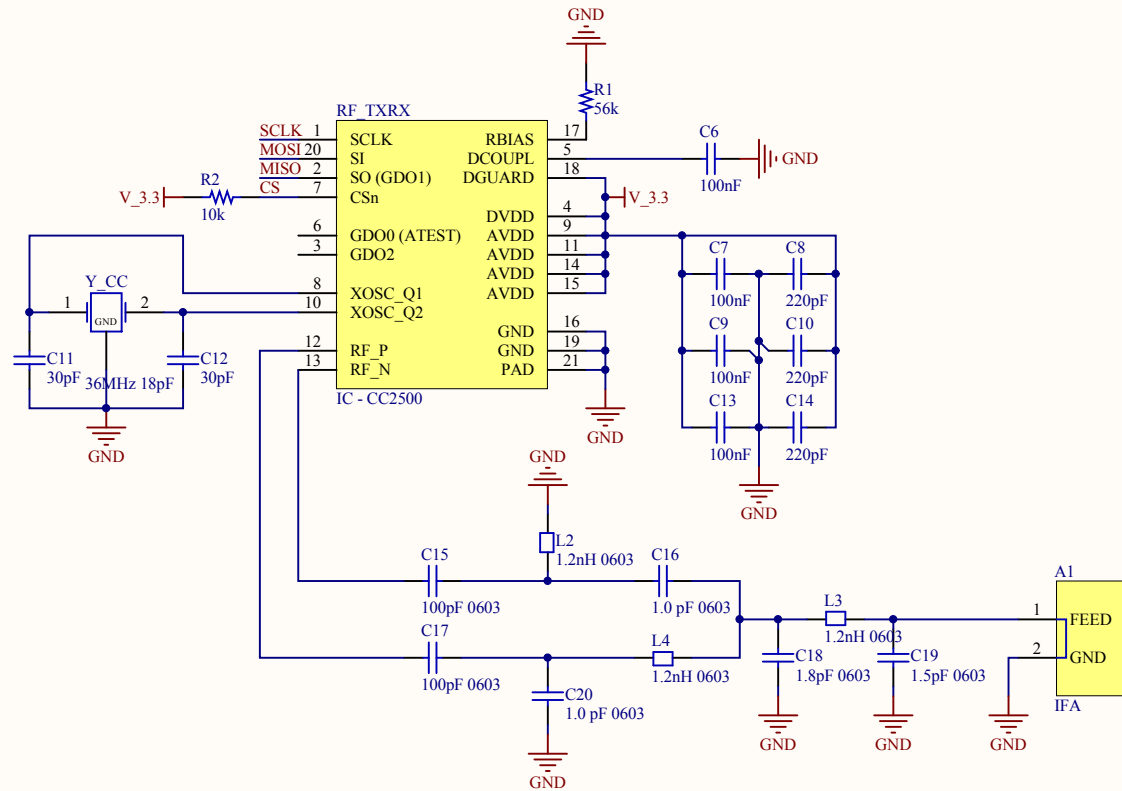 GND
R1
56k
RF_TXRX
SCLK 1 SCLK RBIAS 17
MOSI 20 SI DCOUPL 5
C6
100nF
GND
MISO 2 SO (GDO1) DGUARD 18
CS 7 CSn
V_3.3
R2
10k
V_3.3
DVDD 4
6 GDO0 (ATEST) AVDD 9
3 GDO2 AVDD 11
AVDD 14
8 XOSC_Q1 AVDD 15
10 XOSC_Q2
GND 16
12 RF_P GND 19
13 RF_N PAD 21
IC - CC2500
GND
Y_CC
1 GND 2
C11
30pF
36MHz 18pF
C12
30pF
GND
C7
100nF
C8
220pF
C9
100nF
C10
220pF
C13
100nF
C14
220pF
GND
GND
L2
1.2nH 0603
C15
100pF 0603
C16
1.0 pF 0603
C17
100pF 0603
L4
1.2nH 0603
C20
1.0 pF 0603
GND
L3
1.2nH 0603
C18
1.8pF 0603
GND
C19
1.5pF 0603
GND
A1
1 FEED
2 GND
IFA
GND